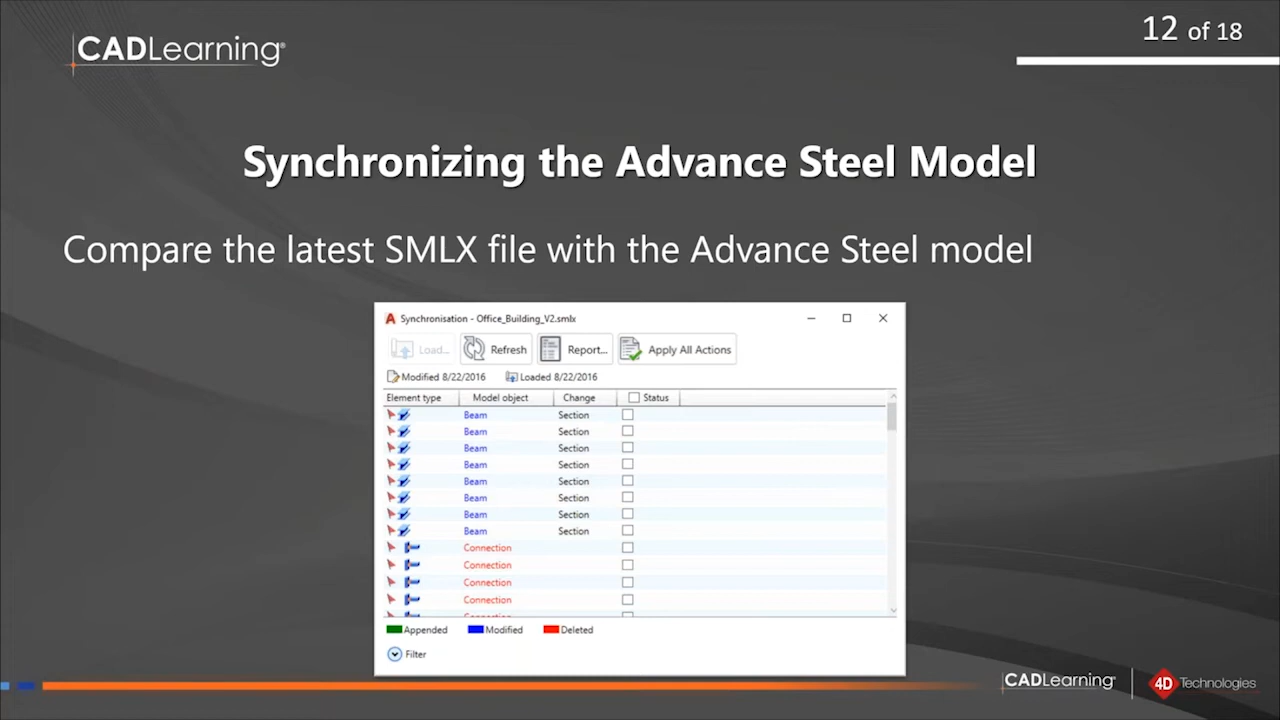 12 of 18
CADLearning®
Synchronizing the Advance Steel Model
Compare the latest SMLX file with the Advance Steel model
Synchronisation - Office_Building_V2.smlx
Load... Refresh Report... Apply All Actions
Modified 8/22/2016 Loaded 8/22/2016
Element type Model object Change Status
Beam Section
Beam Section
Beam Section
Beam Section
Beam Section
Beam Section
Beam Section
Beam Section
Connection
Connection
Connection
Connection
Connection
Appended Modified Deleted
Filter
CADLearning® 4D Technologies